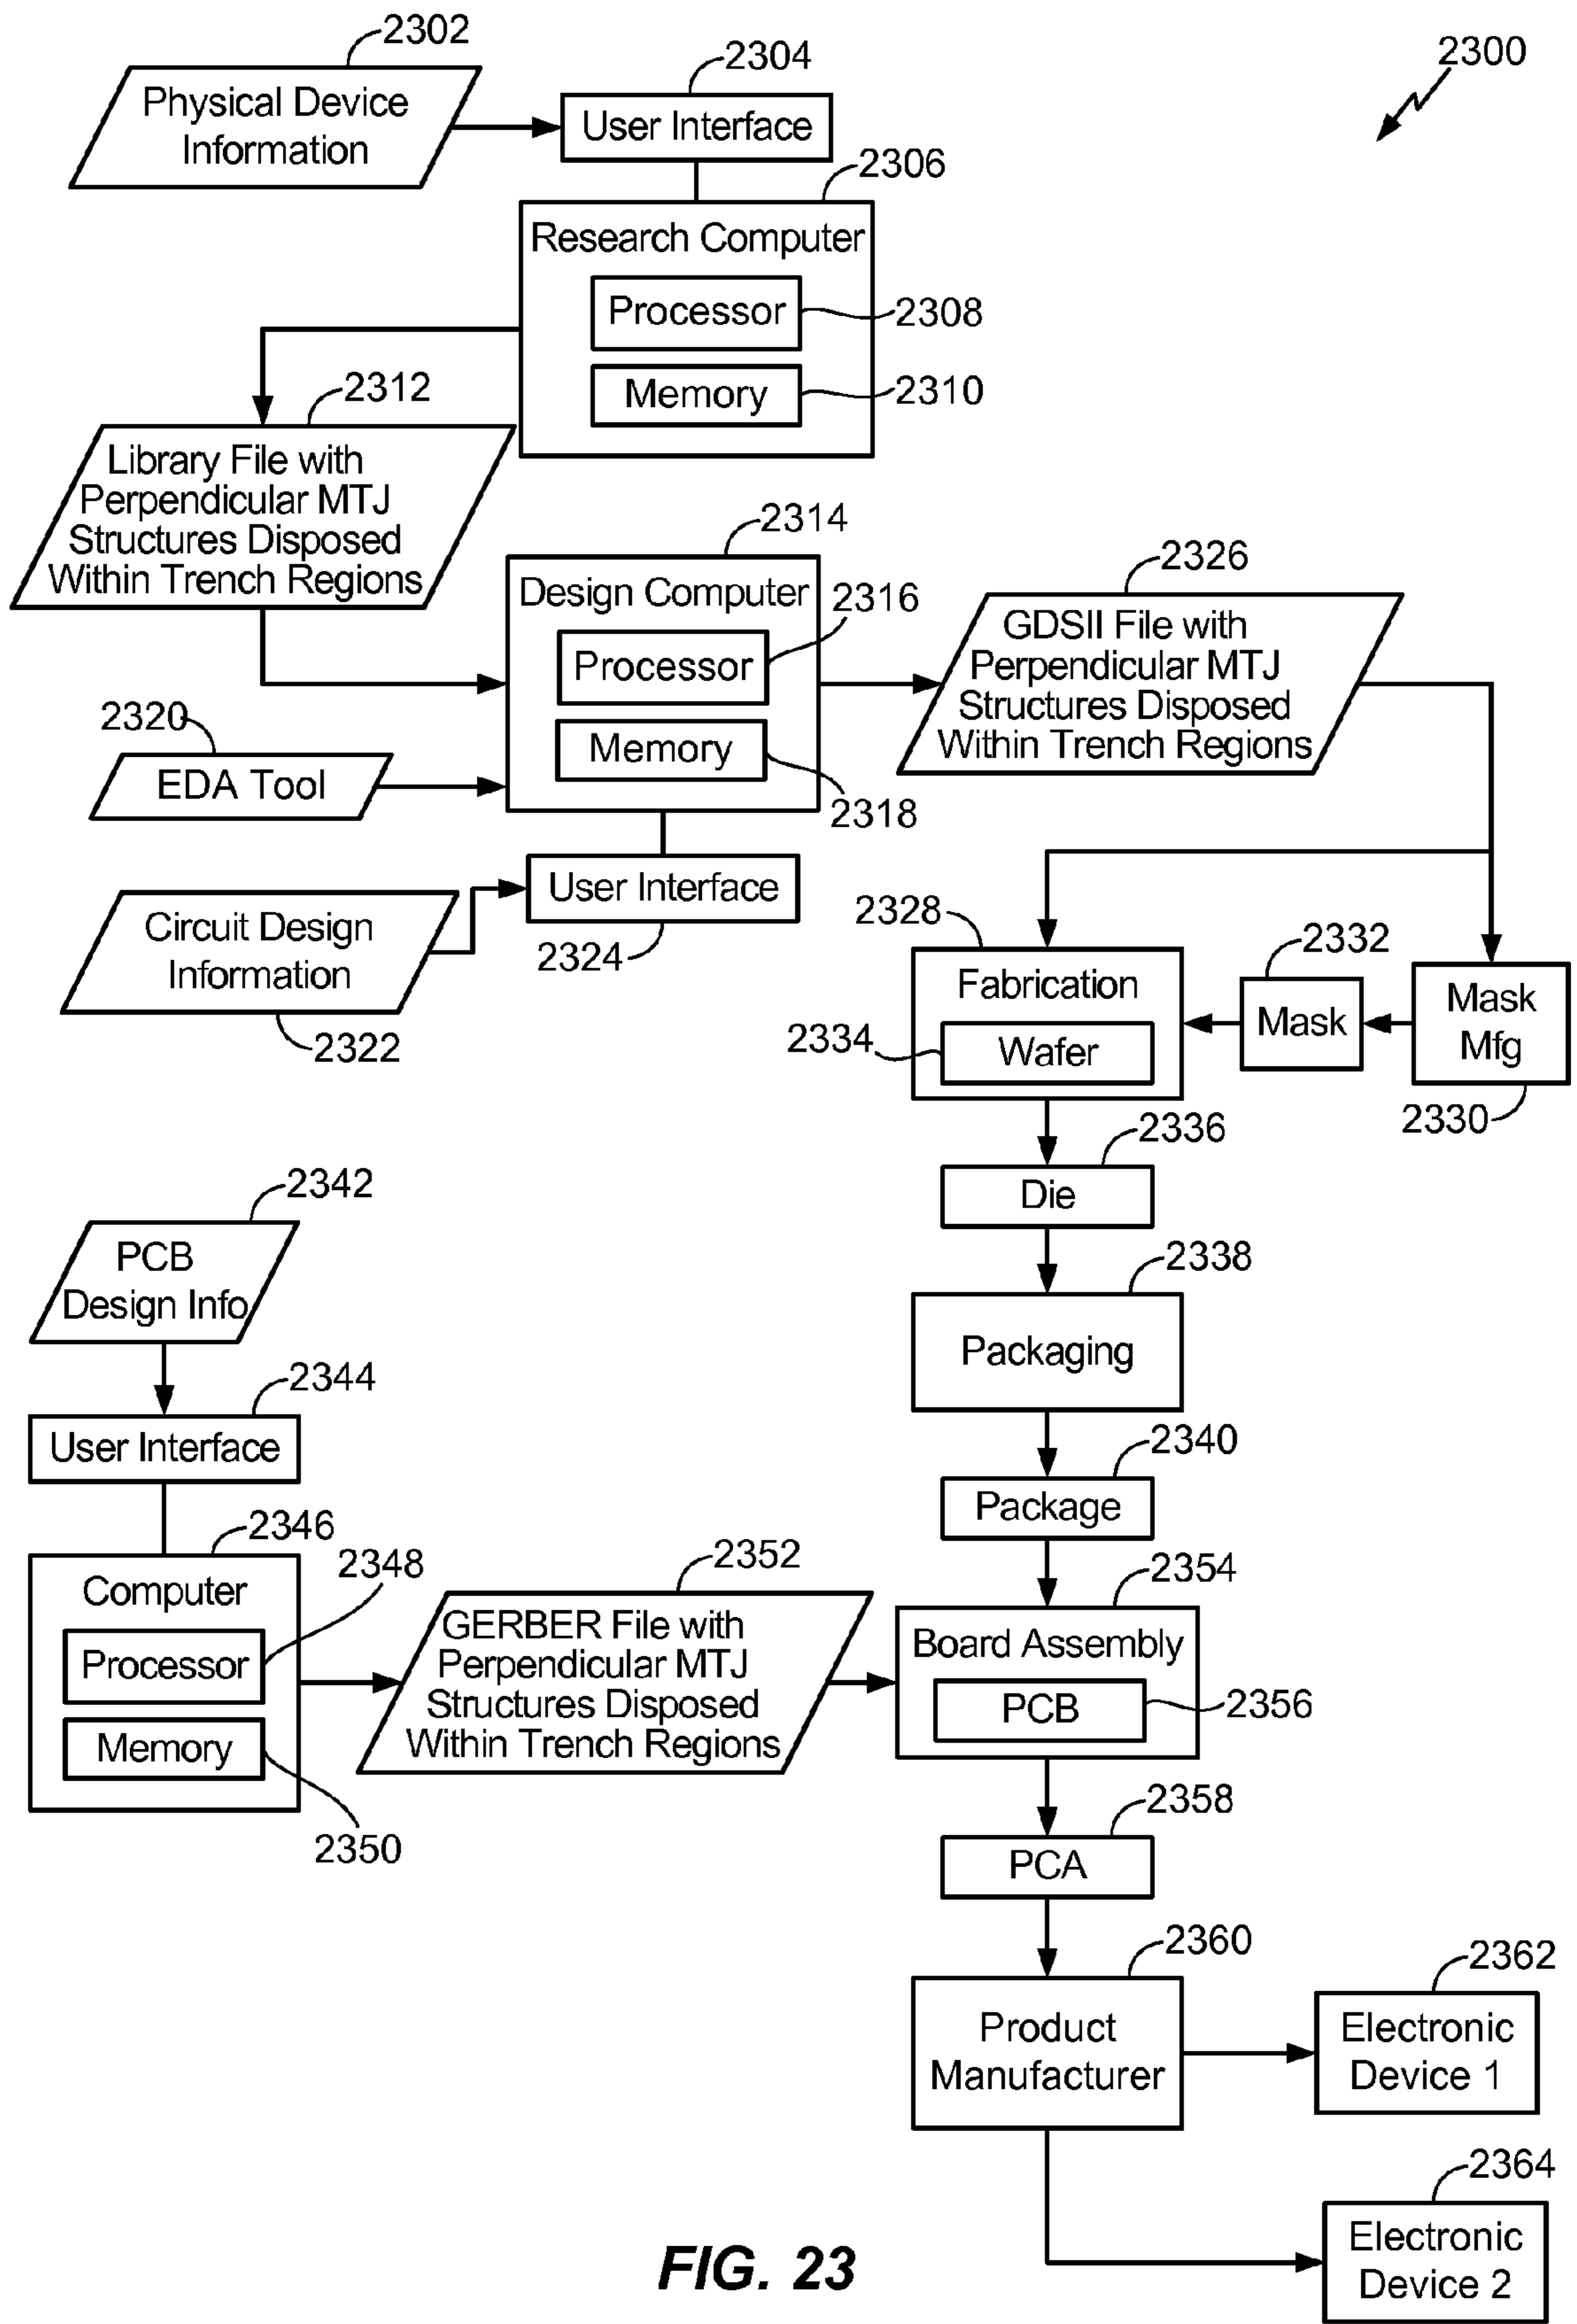 2302
Physical Device
Information
2304
User Interface
2300
2306
Research Computer
Processor
2308
Memory
2310
2312
Library File with
Perpendicular MTJ
Structures Disposed
Within Trench Regions
2314
Design Computer
2316
Processor
Memory
2318
2320
EDA Tool
2326
GDSII File with
Perpendicular MTJ
Structures Disposed
Within Trench Regions
User Interface
2324
Circuit Design
Information
2322
2328
Fabrication
2334
Wafer
2332
Mask
Mask
Mfg
2330
2336
Die
2338
Packaging
2340
Package
2342
PCB
Design Info
2344
User Interface
2346
Computer
2348
Processor
Memory
2350
2352
GERBER File with
Perpendicular MTJ
Structures Disposed
Within Trench Regions
2354
Board Assembly
PCB
2356
2358
PCA
2360
Product
Manufacturer
2362
Electronic
Device 1
2364
Electronic
Device 2
FIG. 23